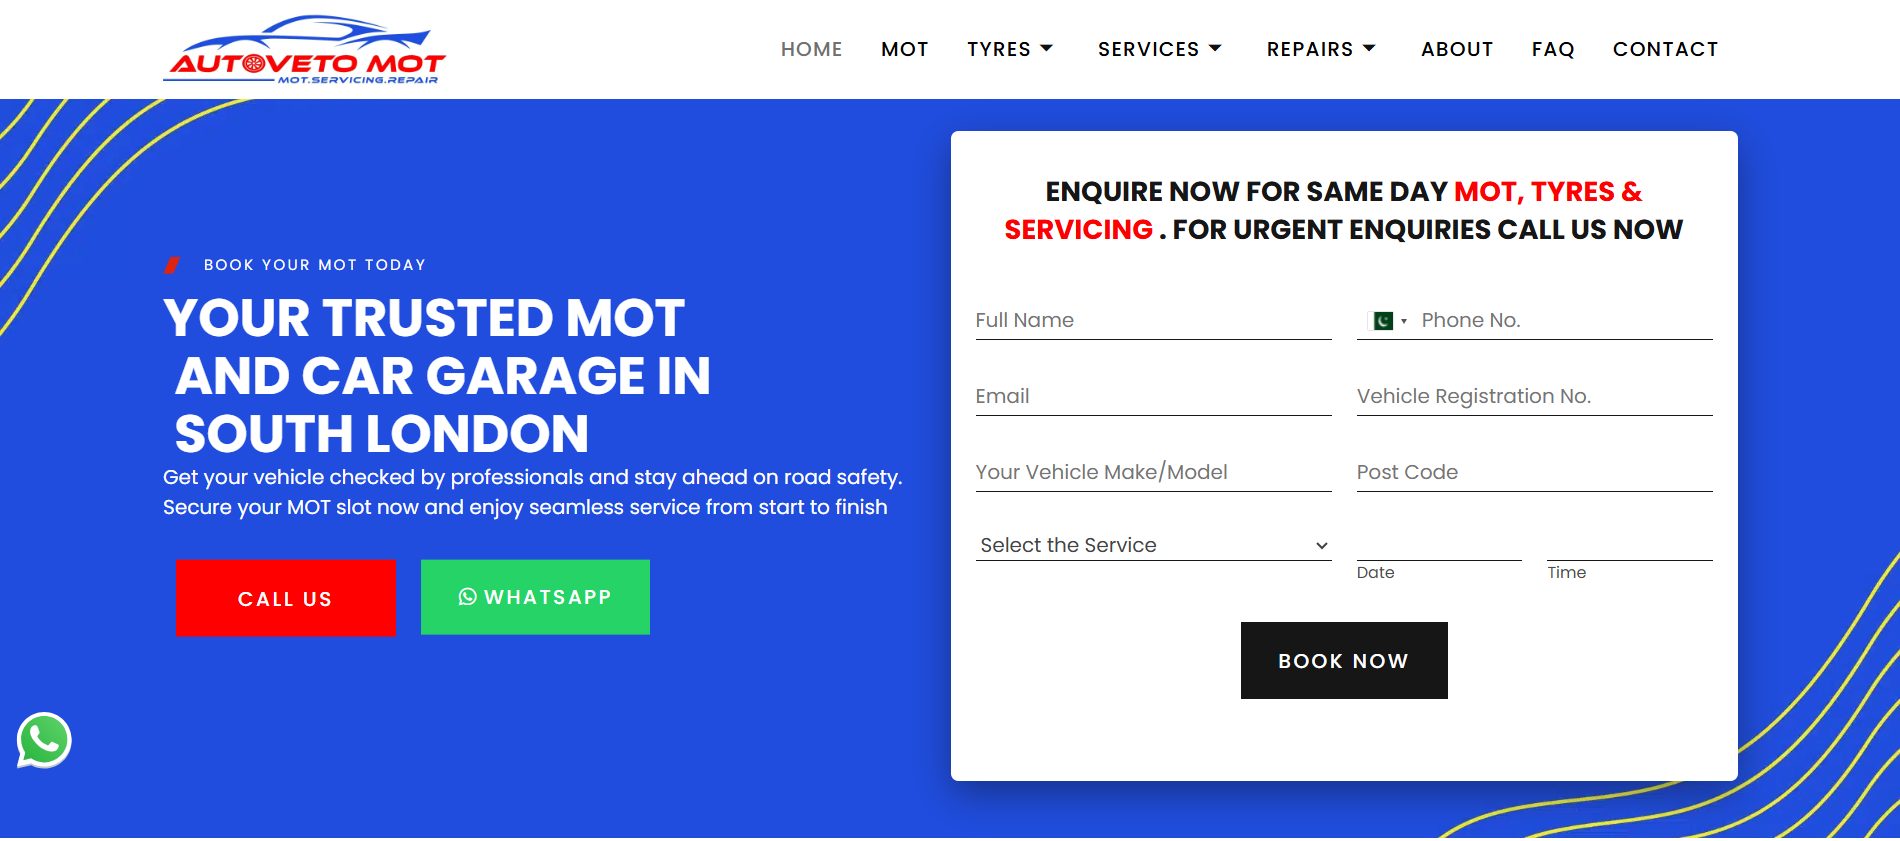 AUTOVETO MOT
MOT.SERVICING.REPAIR
HOME MOT TYRES SERVICES REPAIRS ABOUT FAQ CONTACT
BOOK YOUR MOT TODAY
YOUR TRUSTED MOT
AND CAR GARAGE IN
SOUTH LONDON
Get your vehicle checked by professionals and stay ahead on road safety.
Secure your MOT slot now and enjoy seamless service from start to finish
CALL US
WHATSAPP
ENQUIRE NOW FOR SAME DAY MOT, TYRES &
SERVICING . FOR URGENT ENQUIRIES CALL US NOW
Full Name
Phone No.
Email
Vehicle Registration No.
Your Vehicle Make/Model
Post Code
Select the Service
Date
Time
BOOK NOW